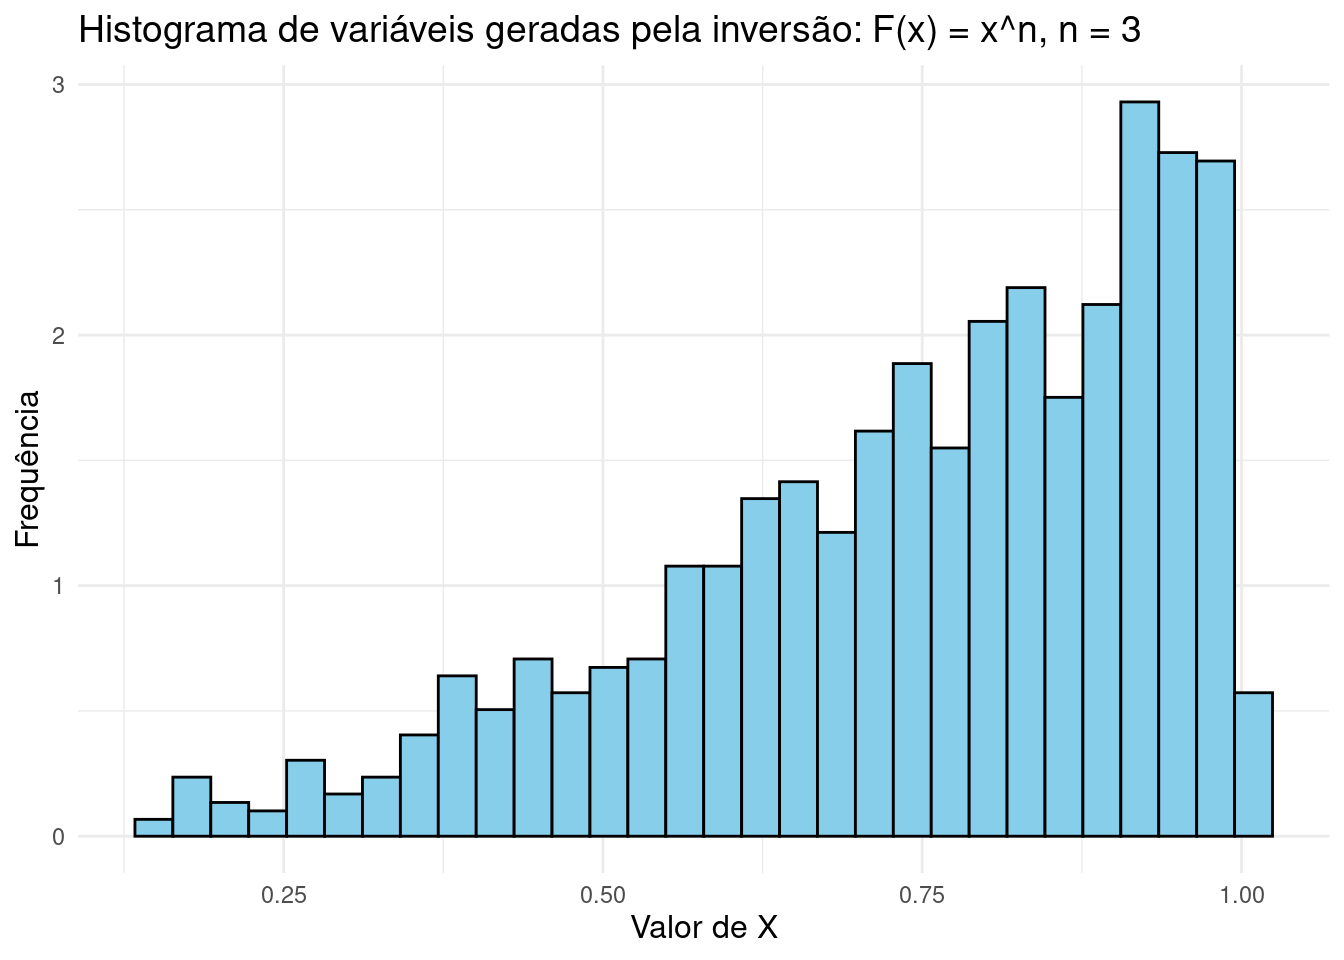 Histograma de variáveis geradas pela inversão: F(x) = x^n, n = 3
3
2
1
0
Frequência
0.25 0.50 0.75 1.00
Valor de X